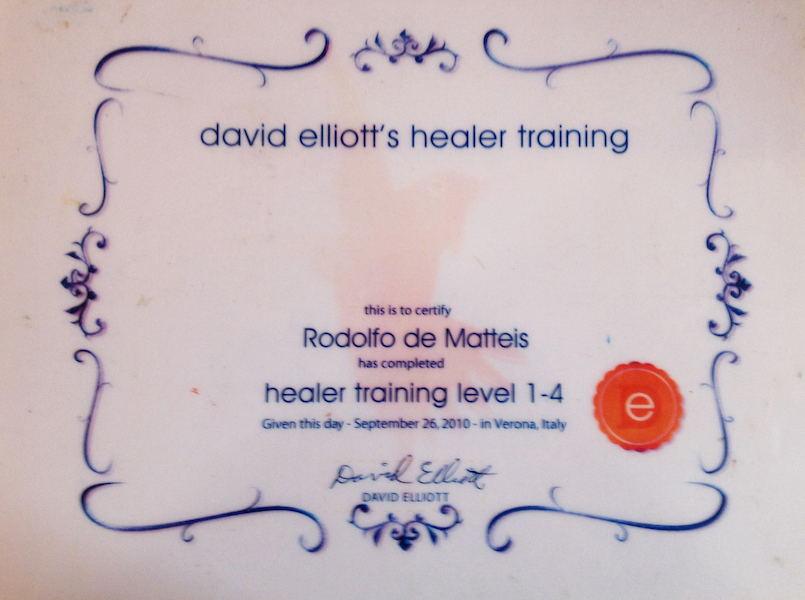 david elliott's healer training
this is to certify
Rodolfo de Matteis
has completed
healer training level 1-4
Given this day - September 26, 2010 - in Verona, Italy
e
David Elliott
DAVID ELLIOTT